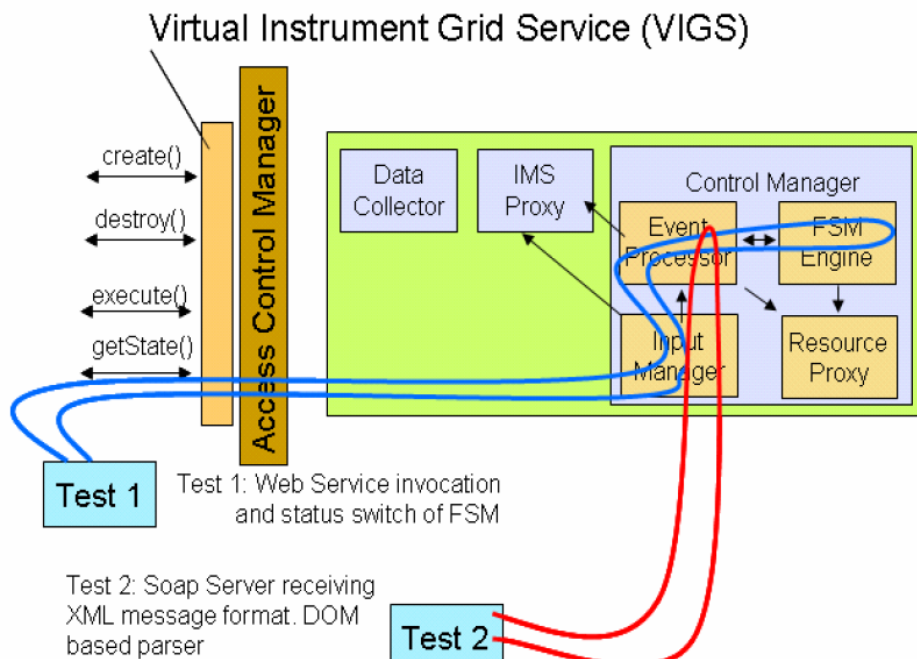 Virtual Instrument Grid Service (VIGS)
Access Control Manager
create()
destroy()
execute()
getState()
Data
Collector
IMS
Proxy
Control Manager
Event
Processor
FSM
Engine
Input
Manager
Resource
Proxy
Test 1
Test 1: Web Service invocation
and status switch of FSM
Test 2: Soap Server receiving
XML message format. DOM
based parser
Test 2